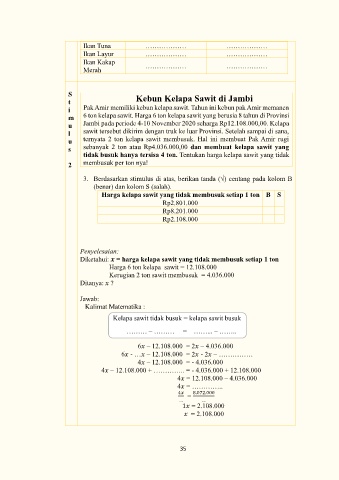 Ikan Tuna ……………… ………………
Ikan Layur ……………… ………………
Ikan Kakap
Merah ……………… ………………
S
t
i
m
u
l
u
s
2
Kebun Kelapa Sawit di Jambi
Pak Amir memiliki kebun kelapa sawit. Tahun ini kebun pak Amir memanen
6 ton kelapa sawit. Harga 6 ton kelapa sawit yang berusia 8 tahun di Provinsi
Jambi pada periode 4-10 November 2020 seharga Rp12.108.000,00. Kelapa
sawit tersebut dikirim dengan truk ke luar Provinsi. Setelah sampai di sana,
ternyata 2 ton kelapa sawit membusuk. Hal ini membuat pak Amir rugi
sebanyak 2 ton atau Rp4.036.000,00 dan membuat kelapa sawit yang
tidak busuk hanya tersisa 4 ton. Tentukan harga kelapa sawit yang tidak
membusuk per ton nya!
3. Berdasarkan stimulus di atas, berikan tanda (√) centang pada kolom B
(benar) dan kolom S (salah).
Harga kelapa sawit yang tidak membusuk setiap 1 ton B S
Rp2.801.000
Rp8.201.000
Rp2.108.000
Penyelesaian:
Diketahui: x = harga kelapa sawit yang tidak membusuk setiap 1 ton
Harga 6 ton kelapa sawit = 12.108.000
Kerugian 2 ton sawit membusuk = 4.036.000
Ditanya: x ?
Jawab:
Kalimat Matematika :
Kelapa sawit tidak busuk = kelapa sawit busuk
……… – ……… = …….. – ……..
6x – 12.108.000 = 2x – 4.036.000
6x - …x – 12.108.000 = 2x - 2x – ……………
4x – 12.108.000 = - 4.036.000
4x – 12.108.000 + ………….. = - 4.036.000 + 12.108.000
4x = 12.108.000 – 4.036.000
4x = …………..
4x/… = 8.072.000/…
1x = 2.108.000
x = 2.108.000
35